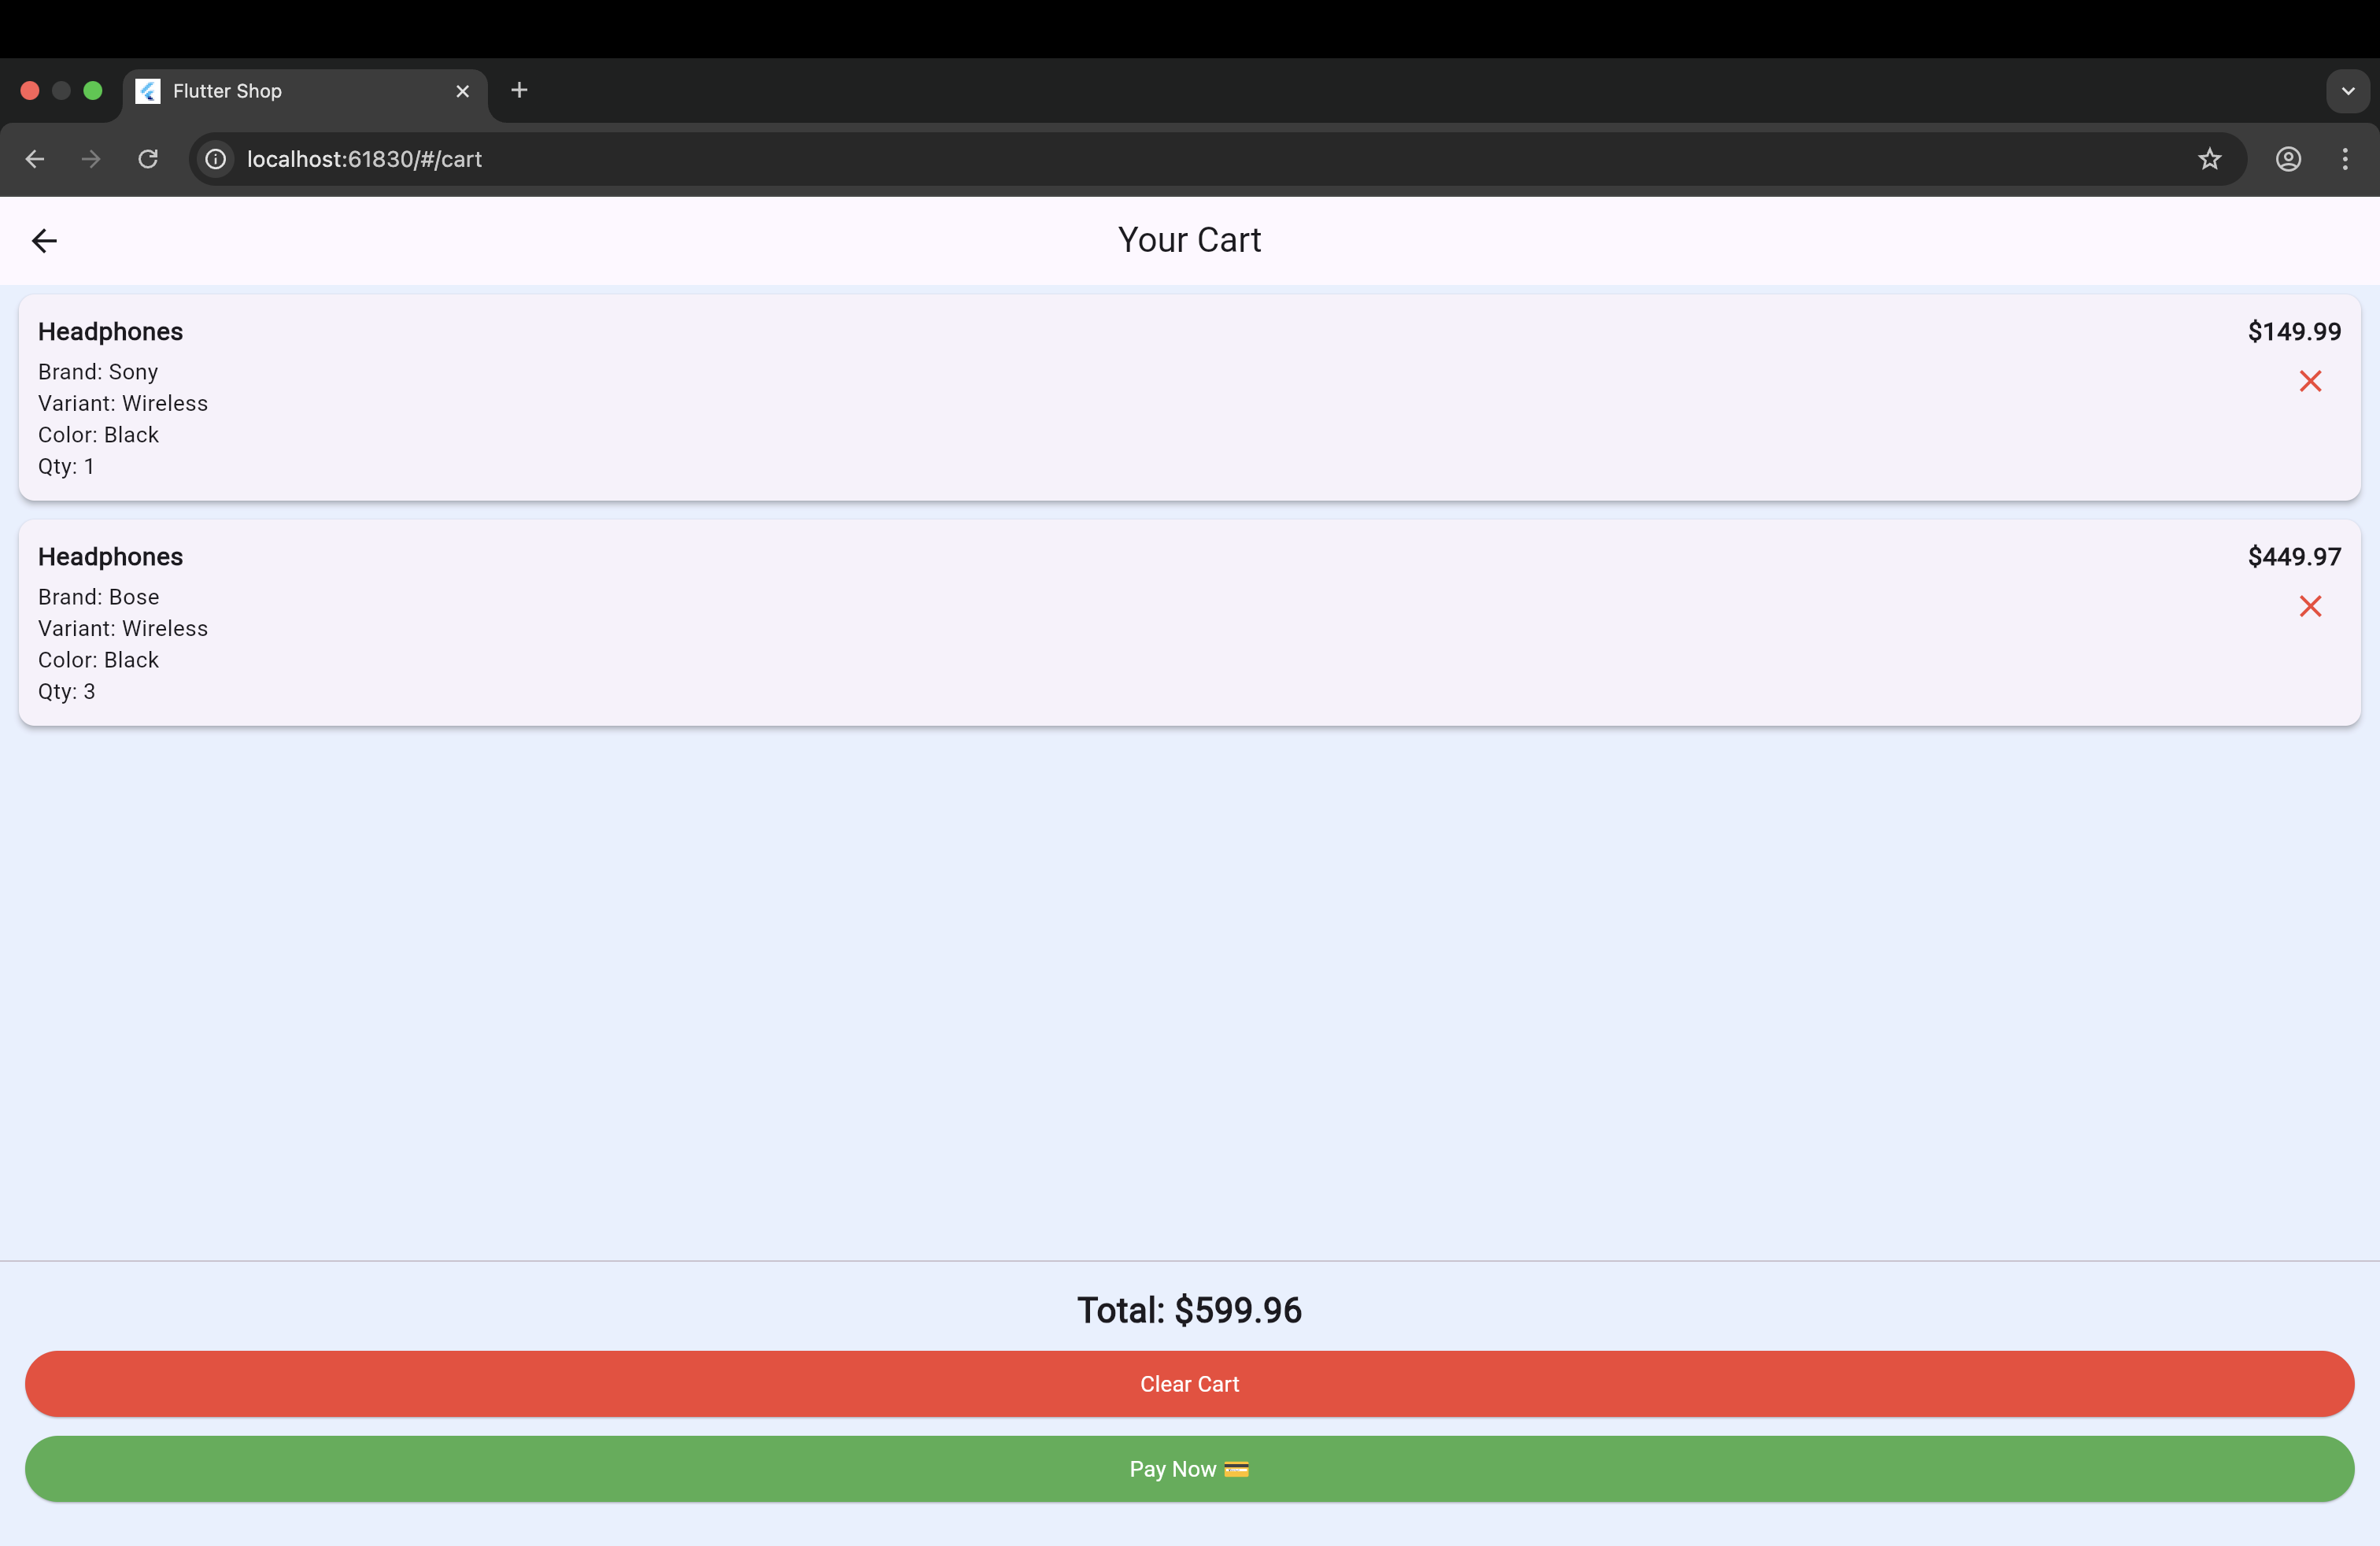 Flutter Shop
localhost:61830/#/cart
Your Cart
Headphones
$149.99
Brand: Sony
Variant: Wireless
Color: Black
Qty: 1
Headphones
$449.97
Brand: Bose
Variant: Wireless
Color: Black
Qty: 3
Total: $599.96
Clear Cart
Pay Now 💳